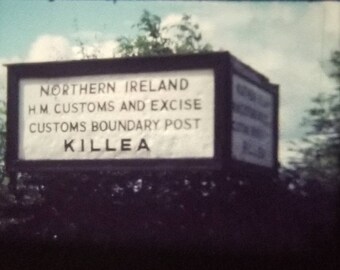 NORTHERN IRELAND
H.M. CUSTOMS AND EXCISE
CUSTOMS BOUNDARY POST
KILLEA